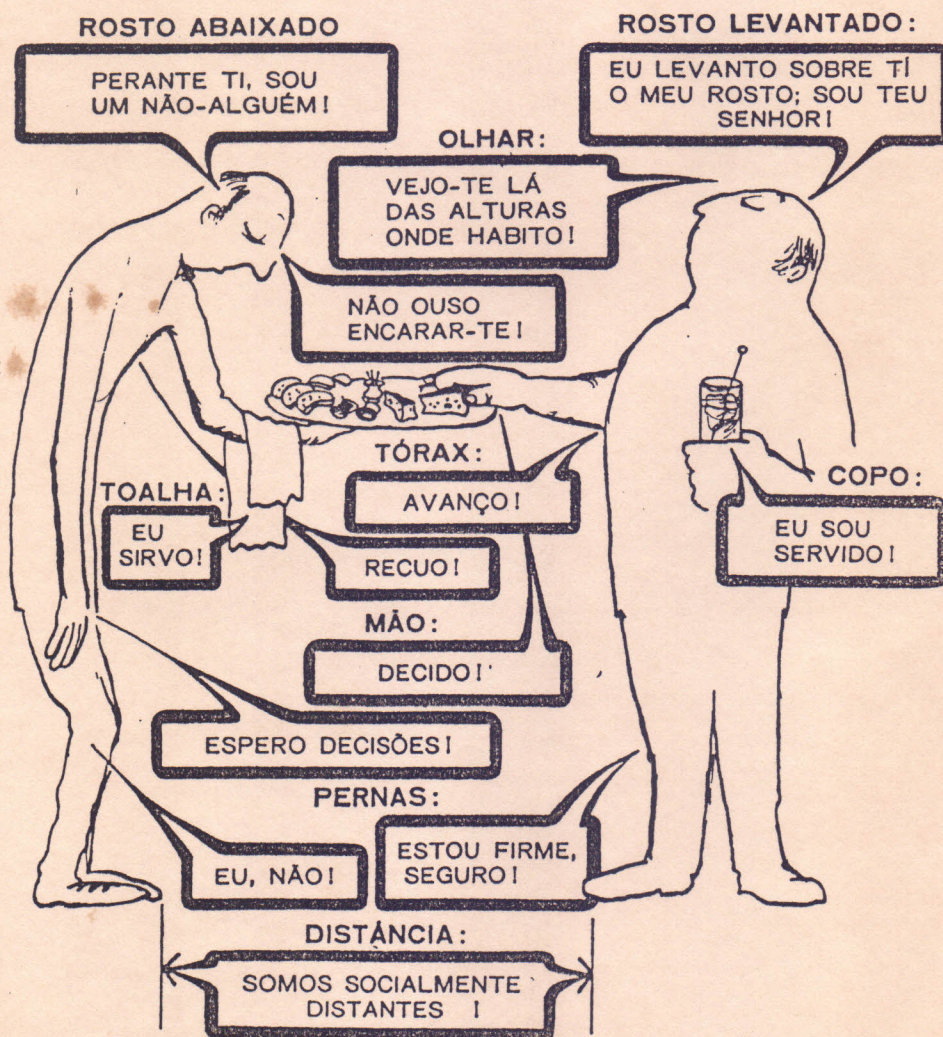 ROSTO ABAIXADO
PERANTE TI, SOU
UM NÃO-ALGUÉM!
ROSTO LEVANTADO:
EU LEVANTO SOBRE TÍ
O MEU ROSTO; SOU TEU
SENHOR!
OLHAR:
VEJO-TE LÁ
DAS ALTURAS
ONDE HABITO!
NÃO OUSO
ENCARAR-TE!
TÓRAX:
AVANÇO!
TOALHA:
EU
SIRVO!
RECUO!
COPO:
EU SOU
SERVIDO!
MÃO:
DECIDO!
ESPERO DECISÕES!
PERNAS:
EU, NÃO!
ESTOU FIRME,
SEGURO!
DISTÂNCIA:
SOMOS SOCIALMENTE
DISTANTES !